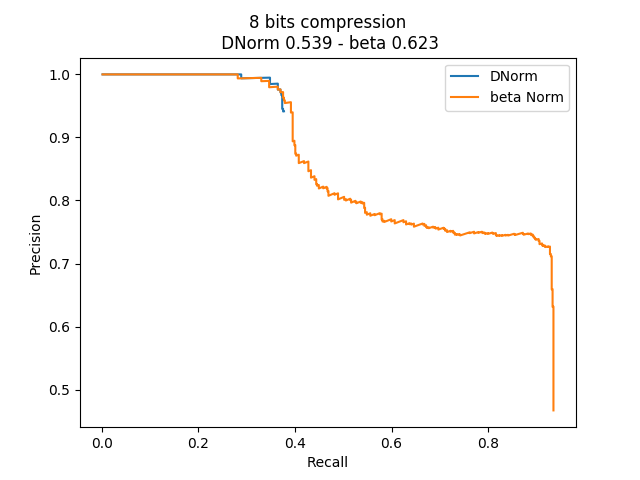 8 bits compression
DNorm 0.539 - beta 0.623
DNorm
beta Norm
1.0
0.9
0.8
0.7
0.6
0.5
Precision
0.0 0.2 0.4 0.6 0.8
Recall